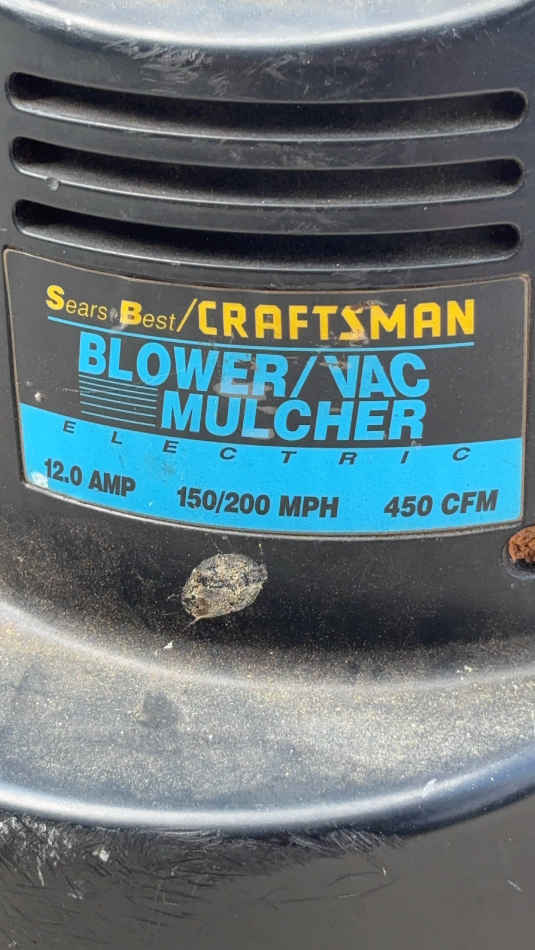 Sears Best/CRAFTSMAN
BLOWER/VAC
MULCHER
ELECTRIC
12.0 AMP 150/200 MPH 450 CFM